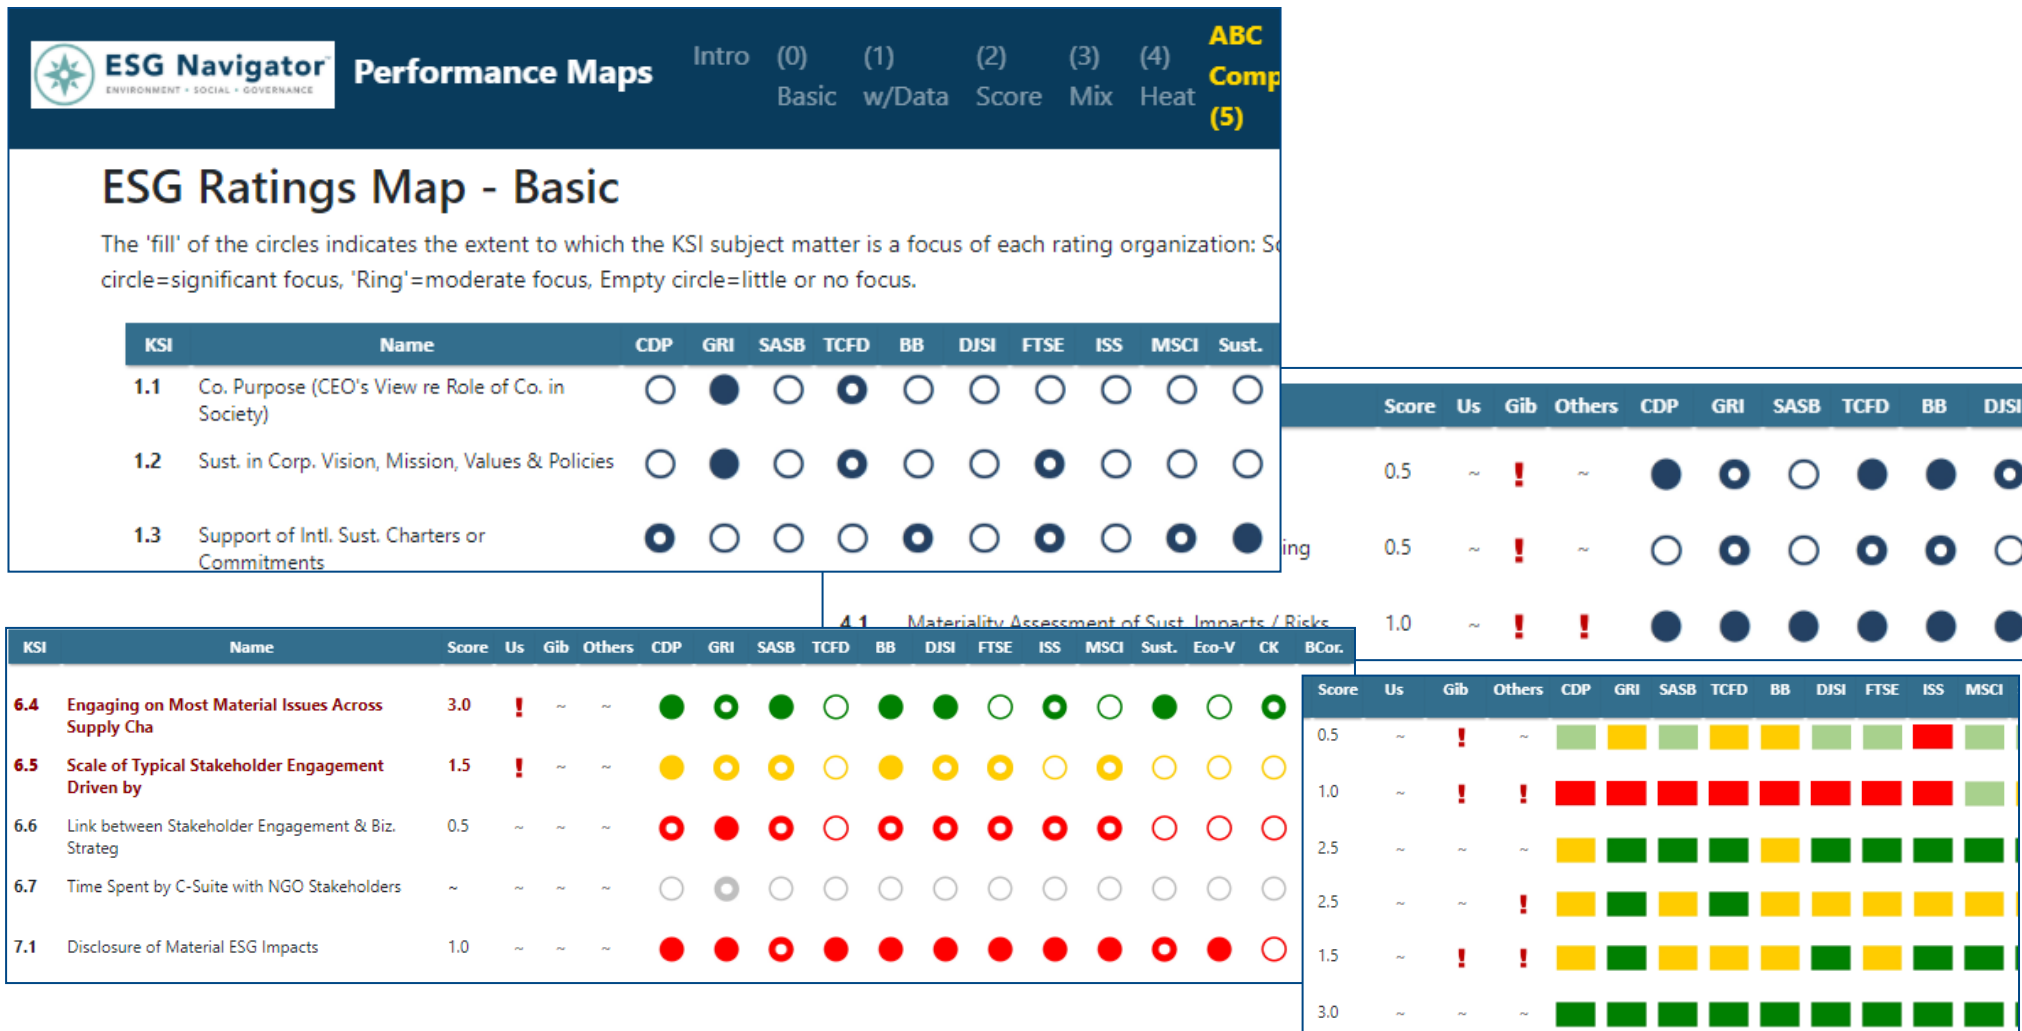 ESG Navigator™
ENVIRONMENT • SOCIAL • GOVERNANCE
Performance Maps
Intro (0) Basic (1) w/Data (2) Score (3) Mix (4) Heat ABC Comp (5)
ESG Ratings Map - Basic
The 'fill' of the circles indicates the extent to which the KSI subject matter is a focus of each rating organization:
circle=significant focus, 'Ring'=moderate focus, Empty circle=little or no focus.
KSI Name CDP GRI SASB TCFD BB DJSI FTSE ISS MSCI Sust.
1.1 Co. Purpose (CEO's View re Role of Co. in
Society)
1.2 Sust. in Corp. Vision, Mission, Values & Policies
1.3 Support of Intl. Sust. Charters or
Commitments
Score Us Gib Others CDP GRI SASB TCFD BB DJSI
0.5 ~ ! ~
ing 0.5 ~ ! ~
4.1 Materiality Assessment of Sust. Impacts / Risks 1.0 ~ ! !
KSI Name Score Us Gib Others CDP GRI SASB TCFD BB DJSI FTSE ISS MSCI Sust. Eco-V CK BCor.
6.4 Engaging on Most Material Issues Across 3.0 ! ~ ~
Supply Cha
6.5 Scale of Typical Stakeholder Engagement 1.5 ! ~ ~
Driven by
6.6 Link between Stakeholder Engagement & Biz. 0.5 ~ ~ ~
Strateg
6.7 Time Spent by C-Suite with NGO Stakeholders ~ ~ ~ ~
7.1 Disclosure of Material ESG Impacts 1.0 ~ ~ ~
Score Us Gib Others CDP GRI SASB TCFD BB DJSI FTSE ISS MSCI
0.5 ~ ! ~
1.0 ~ ! !
2.5 ~ ~ ~
2.5 ~ ~ !
1.5 ~ ! !
3.0 ~ ~ ~